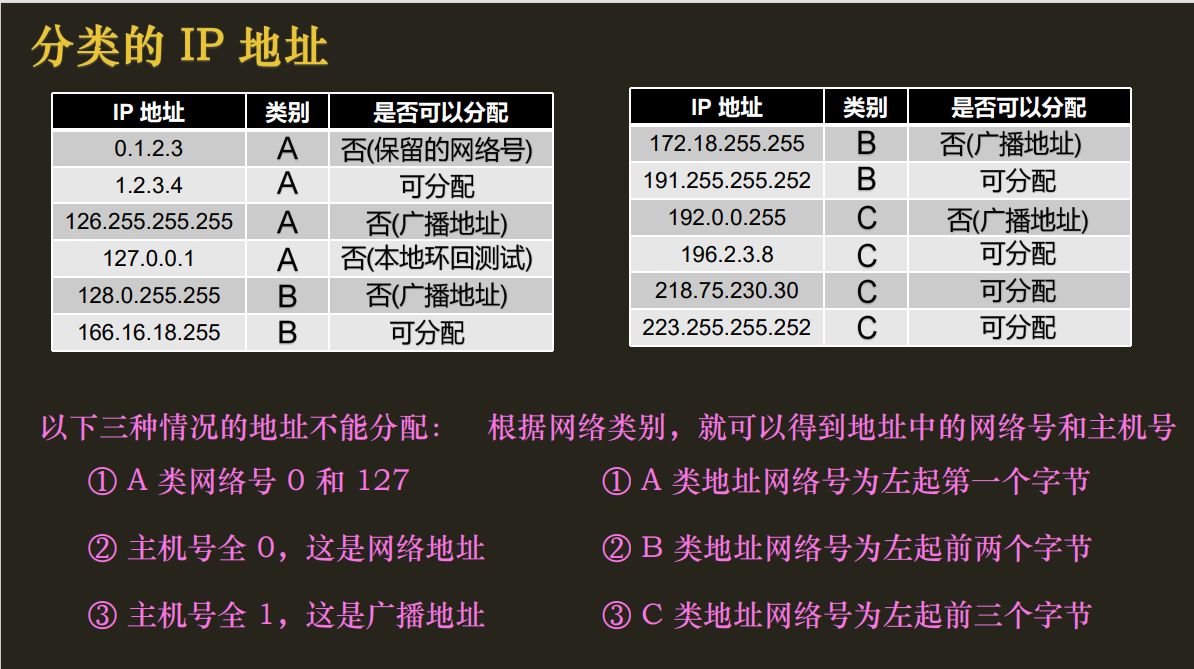 分类的 IP 地址
IP 地址 类别 是否可以分配
0.1.2.3 A 否(保留的网络号)
1.2.3.4 A 可分配
126.255.255.255 A 否(广播地址)
127.0.0.1 A 否(本地环回测试)
128.0.255.255 B 否(广播地址)
166.16.18.255 B 可分配
IP 地址 类别 是否可以分配
172.18.255.255 B 否(广播地址)
191.255.255.252 B 可分配
192.0.0.255 C 否(广播地址)
196.2.3.8 C 可分配
218.75.230.30 C 可分配
223.255.255.252 C 可分配
以下三种情况的地址不能分配：
① A 类网络号 0 和 127
② 主机号全 0，这是网络地址
③ 主机号全 1，这是广播地址
根据网络类别，就可以得到地址中的网络号和主机号
① A 类地址网络号为左起第一个字节
② B 类地址网络号为左起前两个字节
③ C 类地址网络号为左起前三个字节